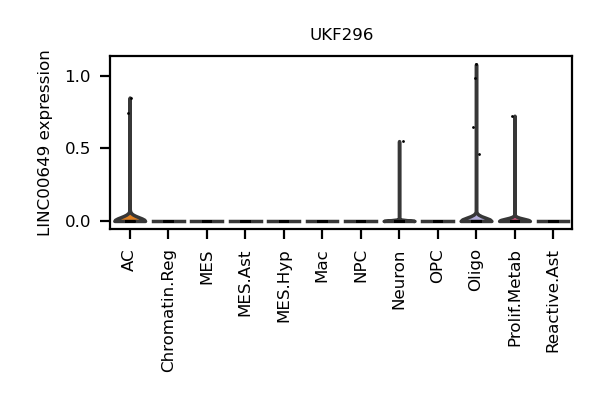 UKF296
LINC00649 expression
1.0
0.5
0.0
AC
Chromatin.Reg
MES
MES.Ast
MES.Hyp
Mac
NPC
Neuron
OPC
Oligo
Prolif.Metab
Reactive.Ast